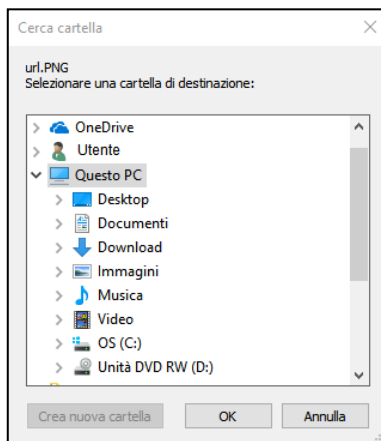 Cerca cartella
url.PNG
Selezionare una cartella di destinazione:
OneDrive
Utente
Questo PC
Desktop
Documenti
Download
Immagini
Musica
Video
OS (C:)
Unità DVD RW (D:)
Crea nuova cartella OK Annulla